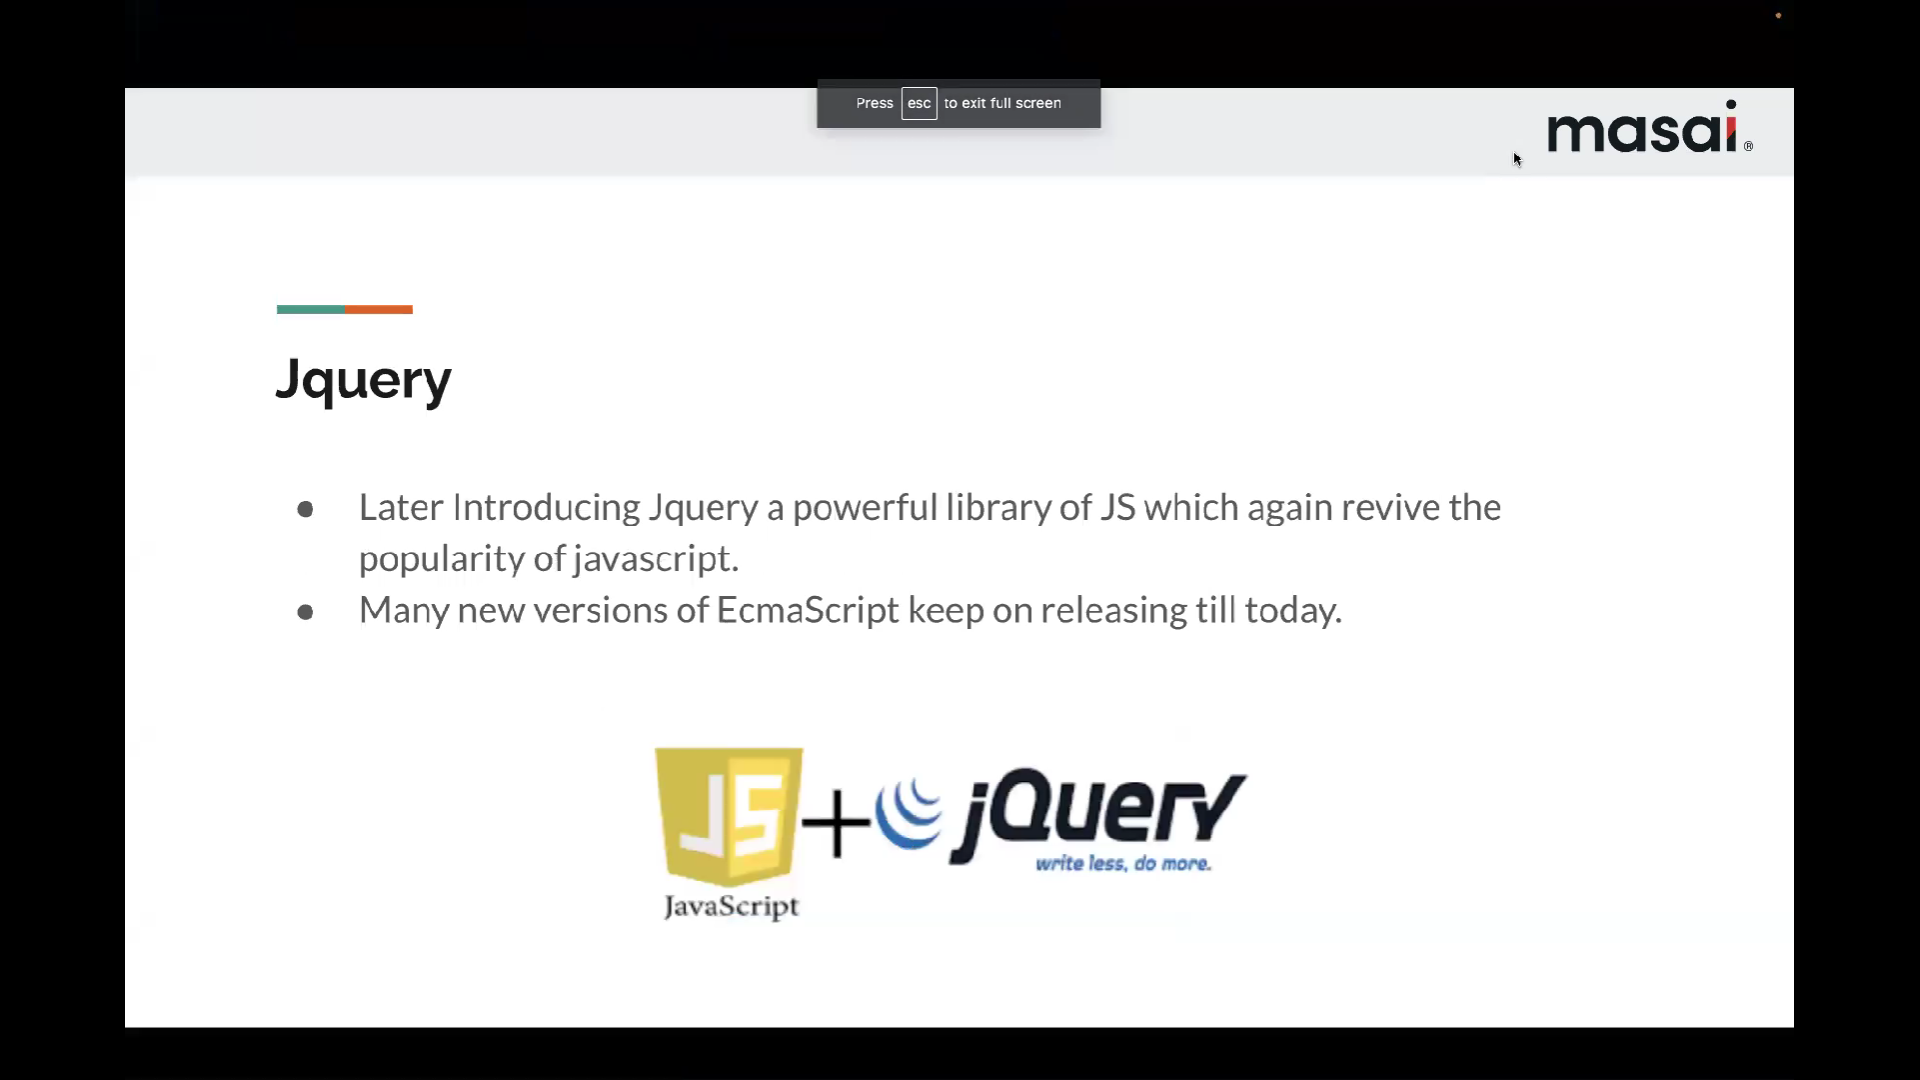 Press esc to exit full screen
masai®
Jquery
● Later Introducing Jquery a powerful library of JS which again revive the
popularity of javascript.
● Many new versions of EcmaScript keep on releasing till today.
JS
JavaScript
+
jQuery
write less, do more.